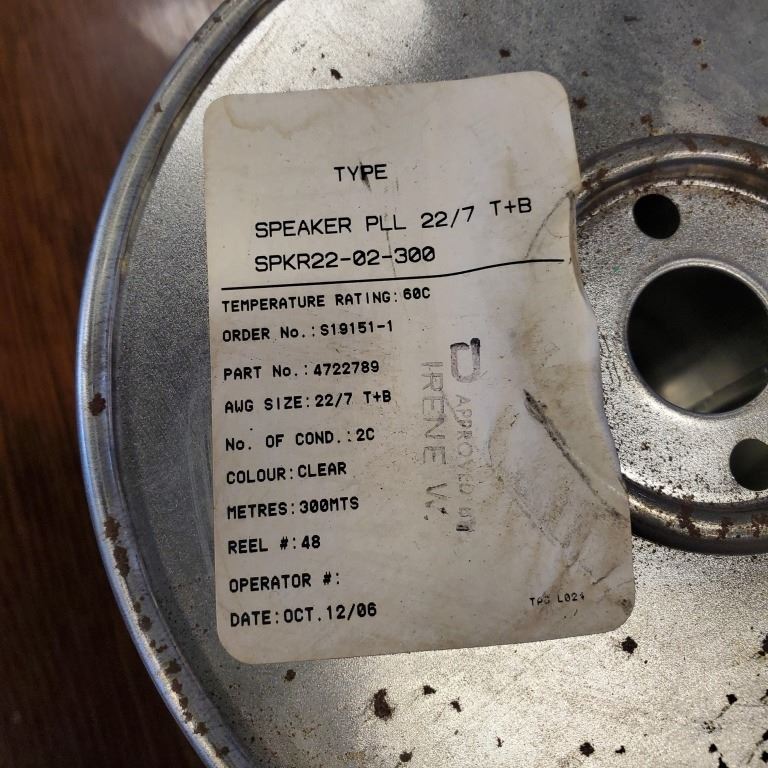 TYPE
SPEAKER PLL 22/7 T+B
SPKR22-02-300
TEMPERATURE RATING:60C
ORDER No.:S19151-1
PART No.:4722789
AWG SIZE:22/7 T+B
No. OF COND.:2C
COLOUR:CLEAR
METRES:300MTS
REEL #:48
OPERATOR #:
DATE:OCT.12/06
APPROVED
IRENE V.